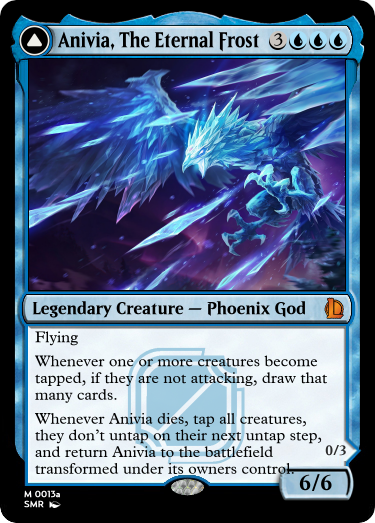 Anivia, The Eternal Frost 3
Legendary Creature — Phoenix God
Flying
Whenever one or more creatures become
tapped, if they are not attacking, draw that
many cards.
Whenever Anivia dies, tap all creatures,
they don't untap on their next untap step,
and return Anivia to the battlefield
transformed under its owners control.
0/3
6/6
M 0013a
SMR